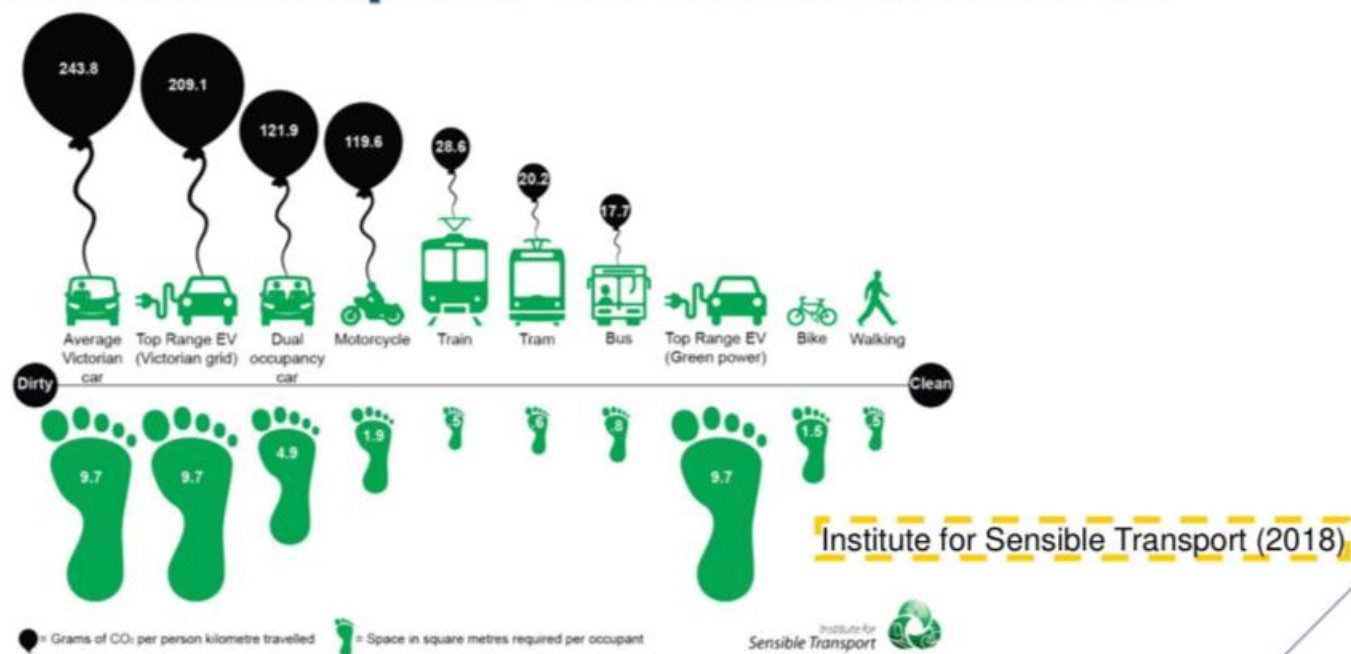 243.8
209.1
121.9
119.6
28.6
20.2
17.7
Average Victorian car
Top Range EV (Victorian grid)
Dual occupancy car
Motorcycle
Train
Tram
Bus
Top Range EV (Green power)
Bike
Walking
Dirty
Clean
9.7
9.7
4.9
1.9
.5
.6
.8
9.7
1.5
.5
Institute for Sensible Transport (2018)
= Grams of CO₂ per person kilometre travelled
= Space in square metres required per occupant
Institute for
Sensible Transport